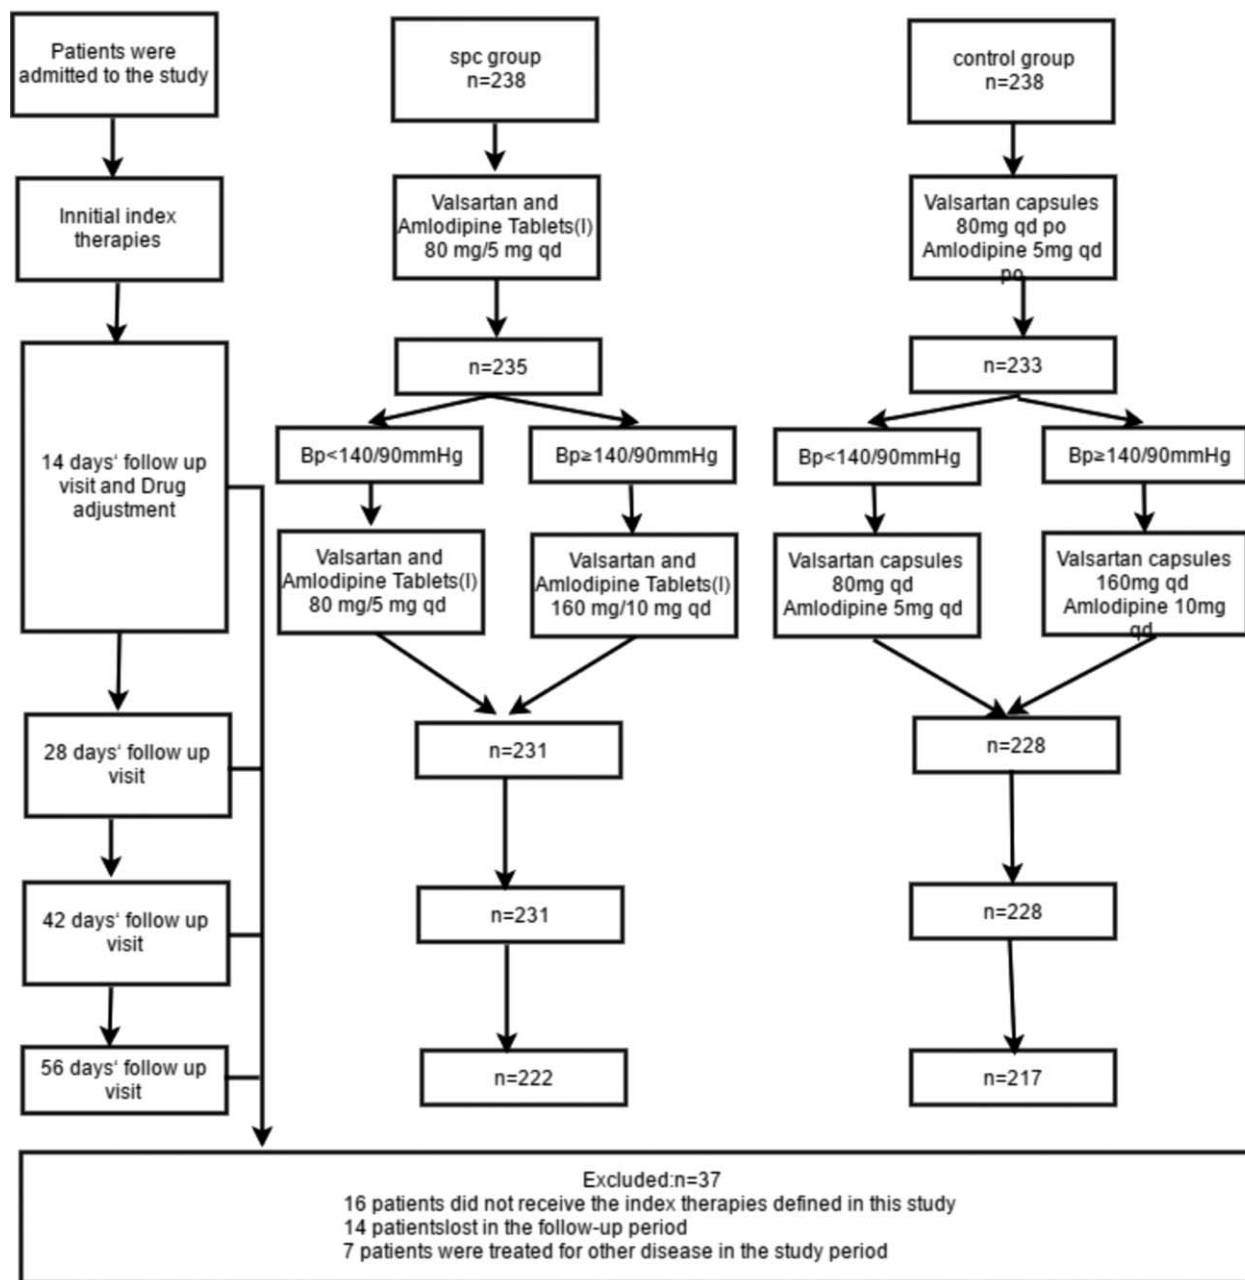 Patients were
admitted to the study
spc group
n=238
control group
n=238
Innitial index
therapies
Valsartan and
Amlodipine Tablets(I)
80 mg/5 mg qd
Valsartan capsules
80mg qd po
Amlodipine 5mg qd
po
14 days‘ follow up
visit and Drug
adjustment
n=235
n=233
Bp<140/90mmHg
Bp≥140/90mmHg
Bp<140/90mmHg
Bp≥140/90mmHg
Valsartan and
Amlodipine Tablets(I)
80 mg/5 mg qd
Valsartan and
Amlodipine Tablets(I)
160 mg/10 mg qd
Valsartan capsules
80mg qd
Amlodipine 5mg qd
Valsartan capsules
160mg qd
Amlodipine 10mg
qd
28 days‘ follow up
visit
n=231
n=228
42 days‘ follow up
visit
n=231
n=228
56 days‘ follow up
visit
n=222
n=217
Excluded:n=37
16 patients did not receive the index therapies defined in this study
14 patientslost in the follow-up period
7 patients were treated for other disease in the study period